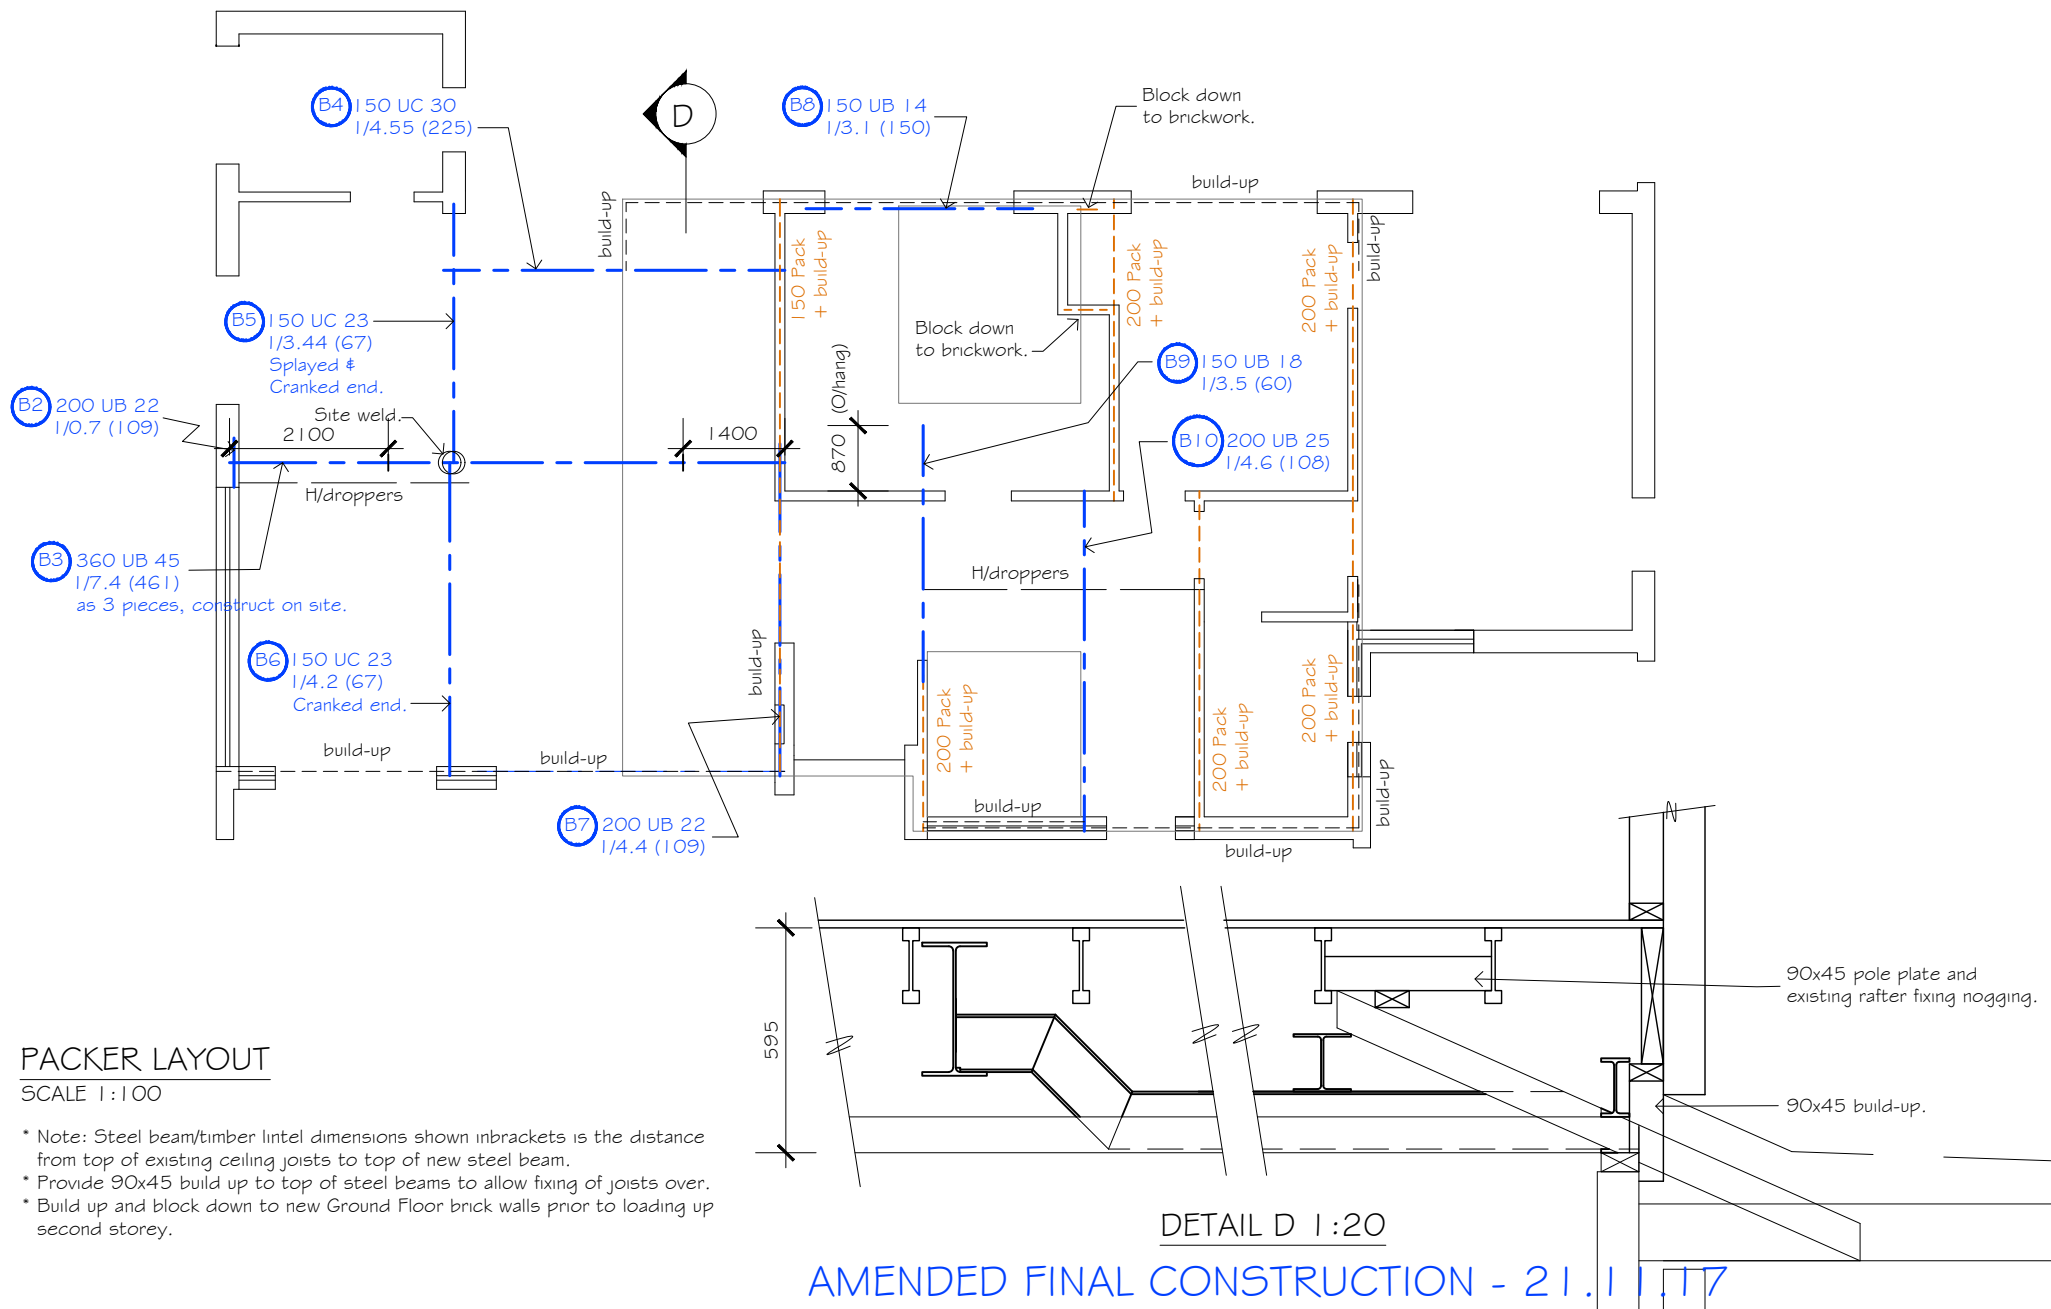 B4 150 UC 30
1/4.55 (225)
D
B8 150 UB 14
1/3.1 (150)
Block down
to brickwork.
build-up
build-up
build-up
150 Pack
+ build-up
200 Pack
+ build-up
200 Pack
+ build-up
B5 150 UC 23
1/3.44 (67)
Splayed &
Cranked end.
Block down
to brickwork.
B9 150 UB 18
1/3.5 (60)
B2 200 UB 22
1/0.7 (109)
Site weld.
2100
1400
870 (O/hang)
B10 200 UB 25
1/4.6 (108)
H/droppers
B3 360 UB 45
1/7.4 (461)
as 3 pieces, construct on site.
H/droppers
B6 150 UC 23
1/4.2 (67)
Cranked end.
build-up
200 Pack
+ build-up
200 Pack
+ build-up
200 Pack
+ build-up
build-up
build-up
build-up
build-up
build-up
B7 200 UB 22
1/4.4 (109)
595
90x45 pole plate and
existing rafter fixing nogging.
90x45 build-up.
PACKER LAYOUT
SCALE 1:100
* Note: Steel beam/timber lintel dimensions shown inbrackets is the distance
from top of existing ceiling joists to top of new steel beam.
* Provide 90x45 build up to top of steel beams to allow fixing of joists over.
* Build up and block down to new Ground Floor brick walls prior to loading up
second storey.
DETAIL D 1:20
AMENDED FINAL CONSTRUCTION - 21.11.17